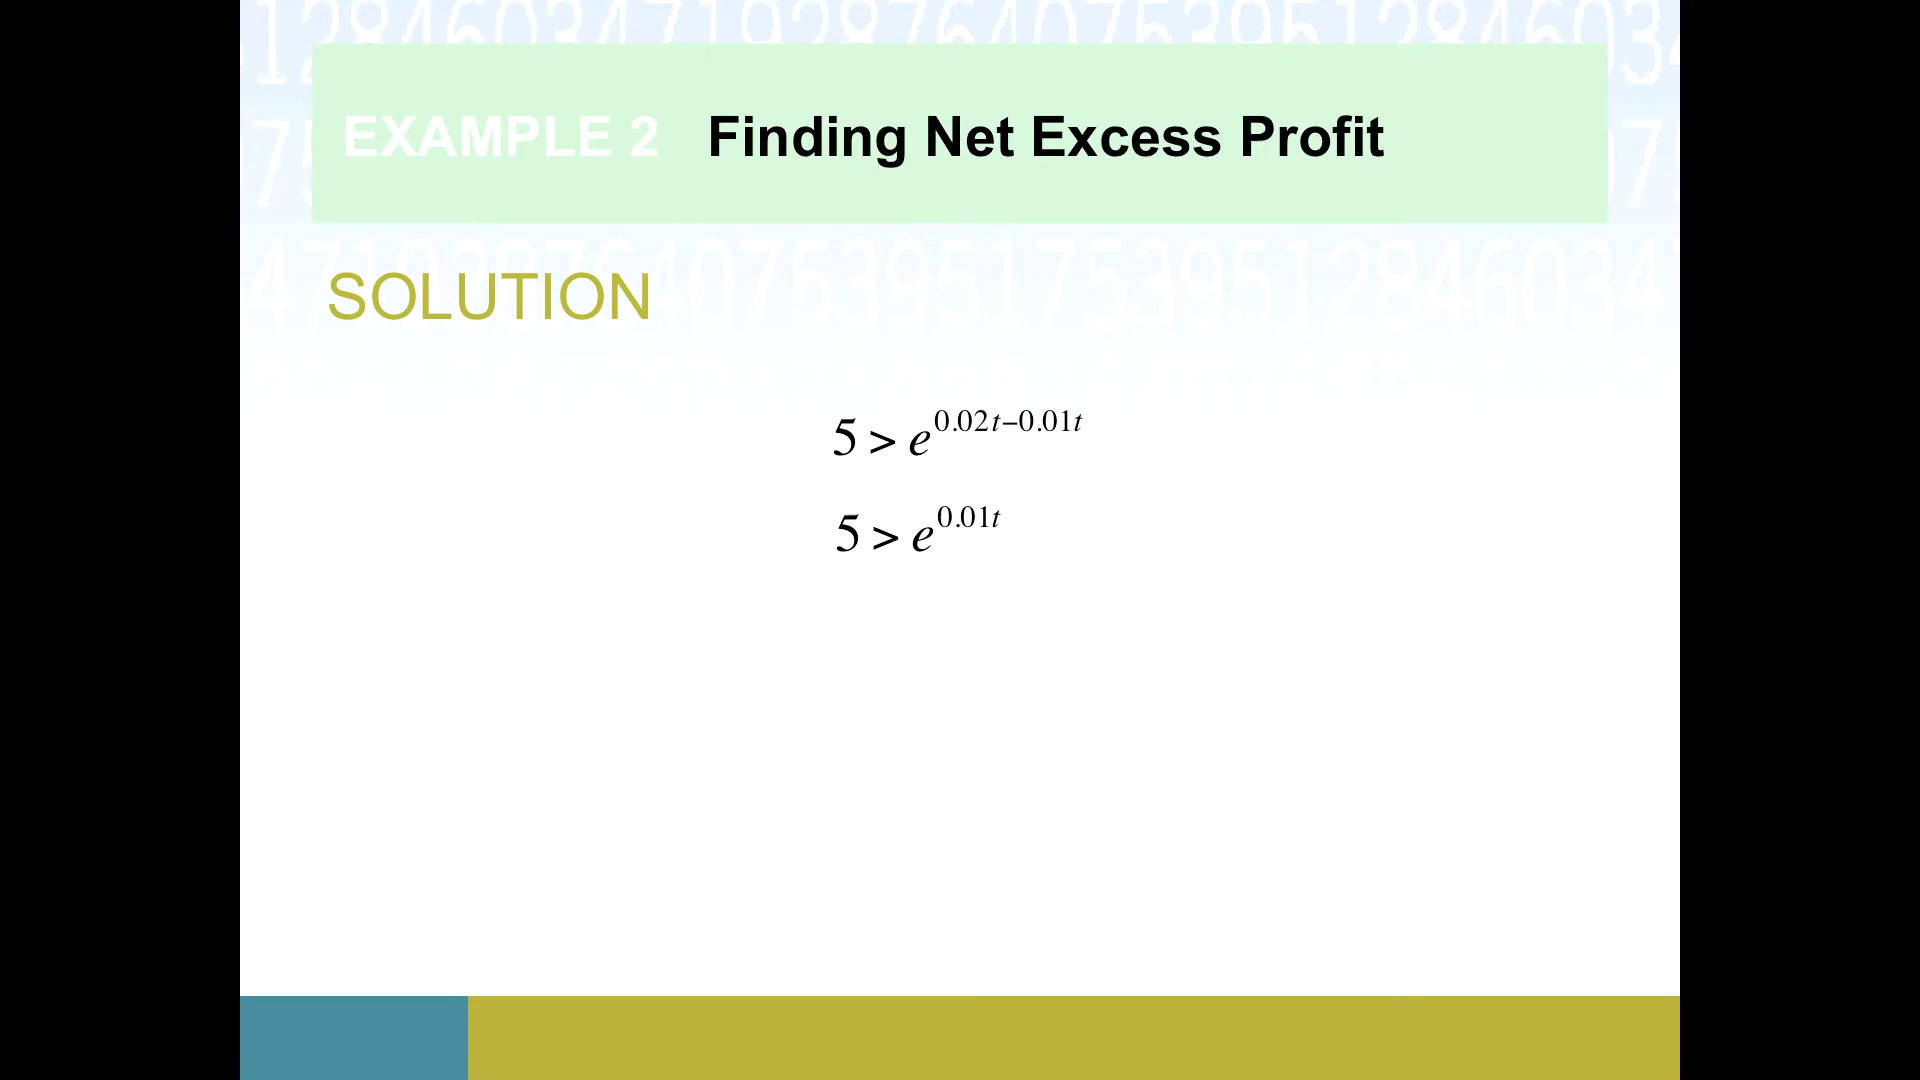 EXAMPLE 2 Finding Net Excess Profit
SOLUTION
5 > e^{0.02t−0.01t}
5 > e^{0.01t}